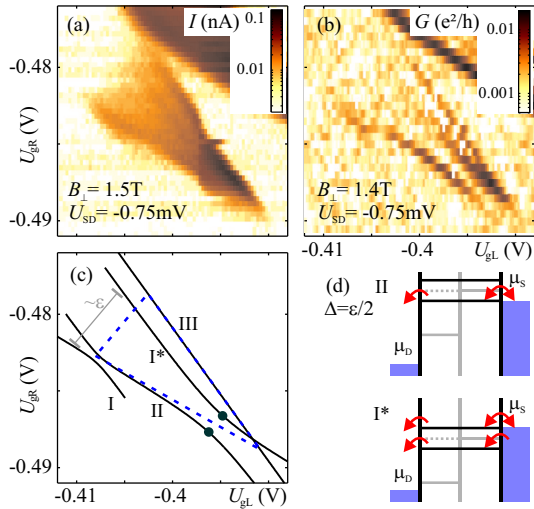 (a)
I (nA)
0.1
0.01
-0.48
-0.49
U_gR (V)
B_⊥ = 1.5T
U_SD = -0.75mV
(b)
G (e²/h)
0.01
0.001
B_⊥ = 1.4T
U_SD = -0.75mV
-0.41
-0.4
U_gL (V)
(c)
~ε
III
I*
II
I
-0.48
-0.49
U_gR (V)
-0.41
-0.4
U_gL (V)
(d)
II
Δ=ε/2
μ_S
μ_D
I*
μ_S
μ_D